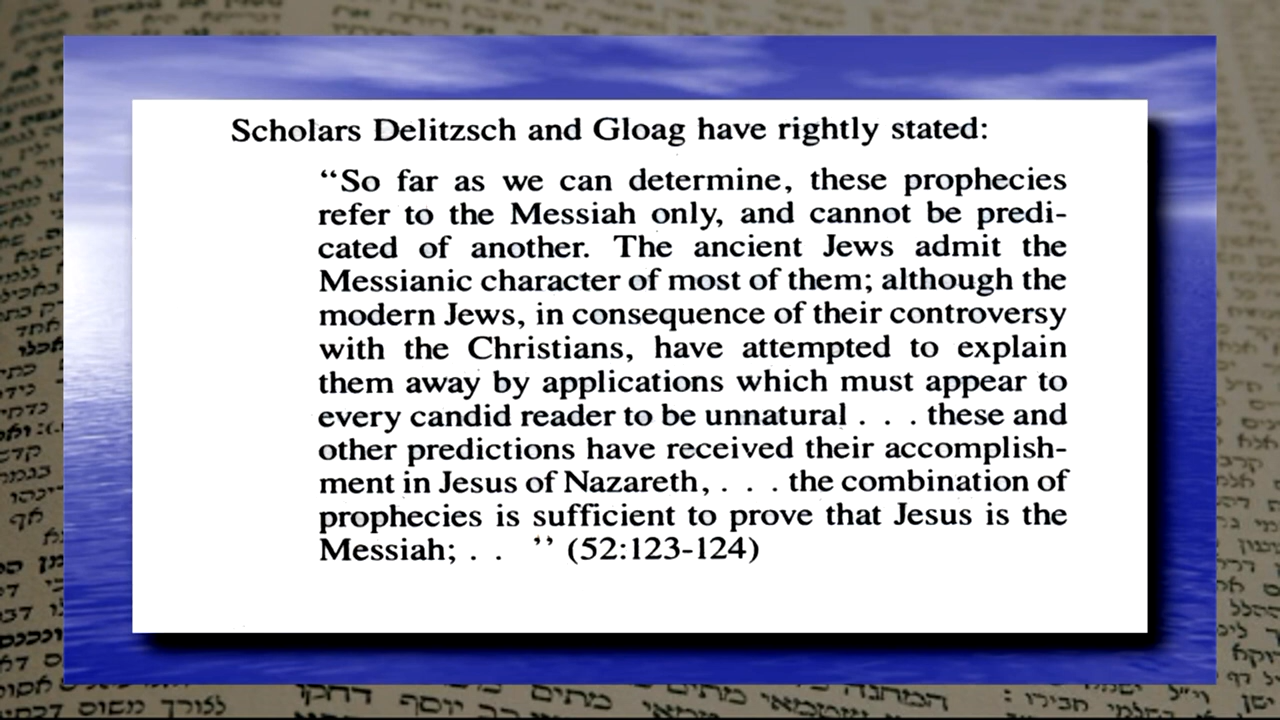 Scholars Delitzsch and Gloag have rightly stated:
“So far as we can determine, these prophecies
refer to the Messiah only, and cannot be predi-
cated of another. The ancient Jews admit the
Messianic character of most of them; although the
modern Jews, in consequence of their controversy
with the Christians, have attempted to explain
them away by applications which must appear to
every candid reader to be unnatural . . . these and
other predictions have received their accomplish-
ment in Jesus of Nazareth, . . . the combination of
prophecies is sufficient to prove that Jesus is the
Messiah; . . ” (52:123-124)